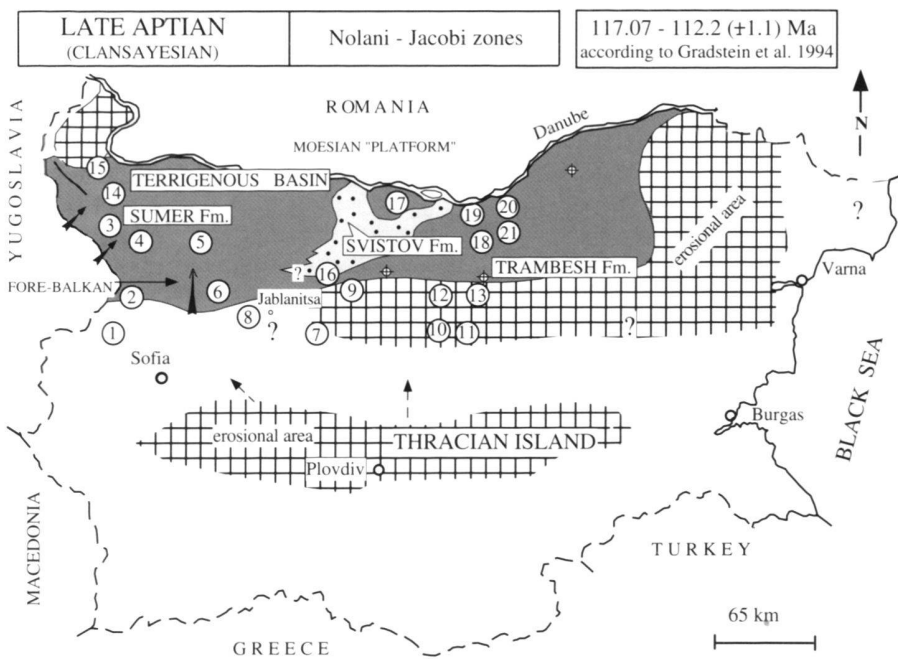 LATE APTIAN
(CLANSAYESIAN)
Nolani - Jacobi zones
117.07 - 112.2 (±1.1) Ma
according to Gradstein et al. 1994
YUGOSLAVIA
ROMANIA
MOESIAN "PLATFORM"
Danube
N
15
TERRIGENOUS BASIN
14
17
SUMER Fm.
3
4
5
19
20
21
18
SVISTOV Fm.
erosional area
?
TRAMBESH Fm.
Varna
? 16
FORE-BALKAN
2
6
9
12
13
Jablanitsa
8
?
7
10
11
?
1
Sofia
BLACK SEA
Burgas
erosional area
THRACIAN ISLAND
Plovdiv
MACEDONIA
TURKEY
65 km
GREECE